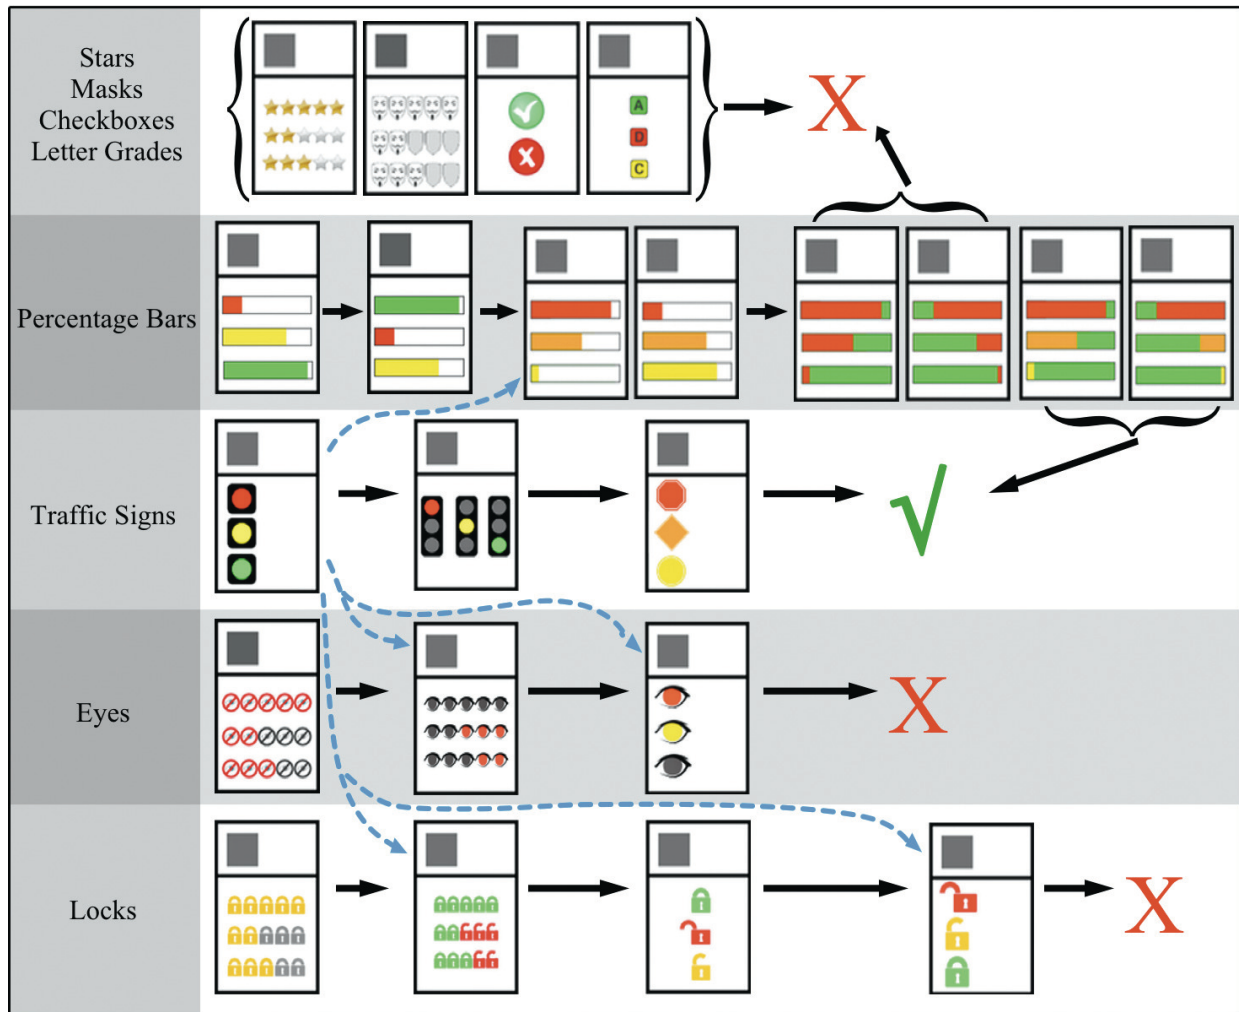 Stars
Masks
Checkboxes
Letter Grades
A
D
C
X
Percentage Bars
Traffic Signs
Eyes
X
Locks
X